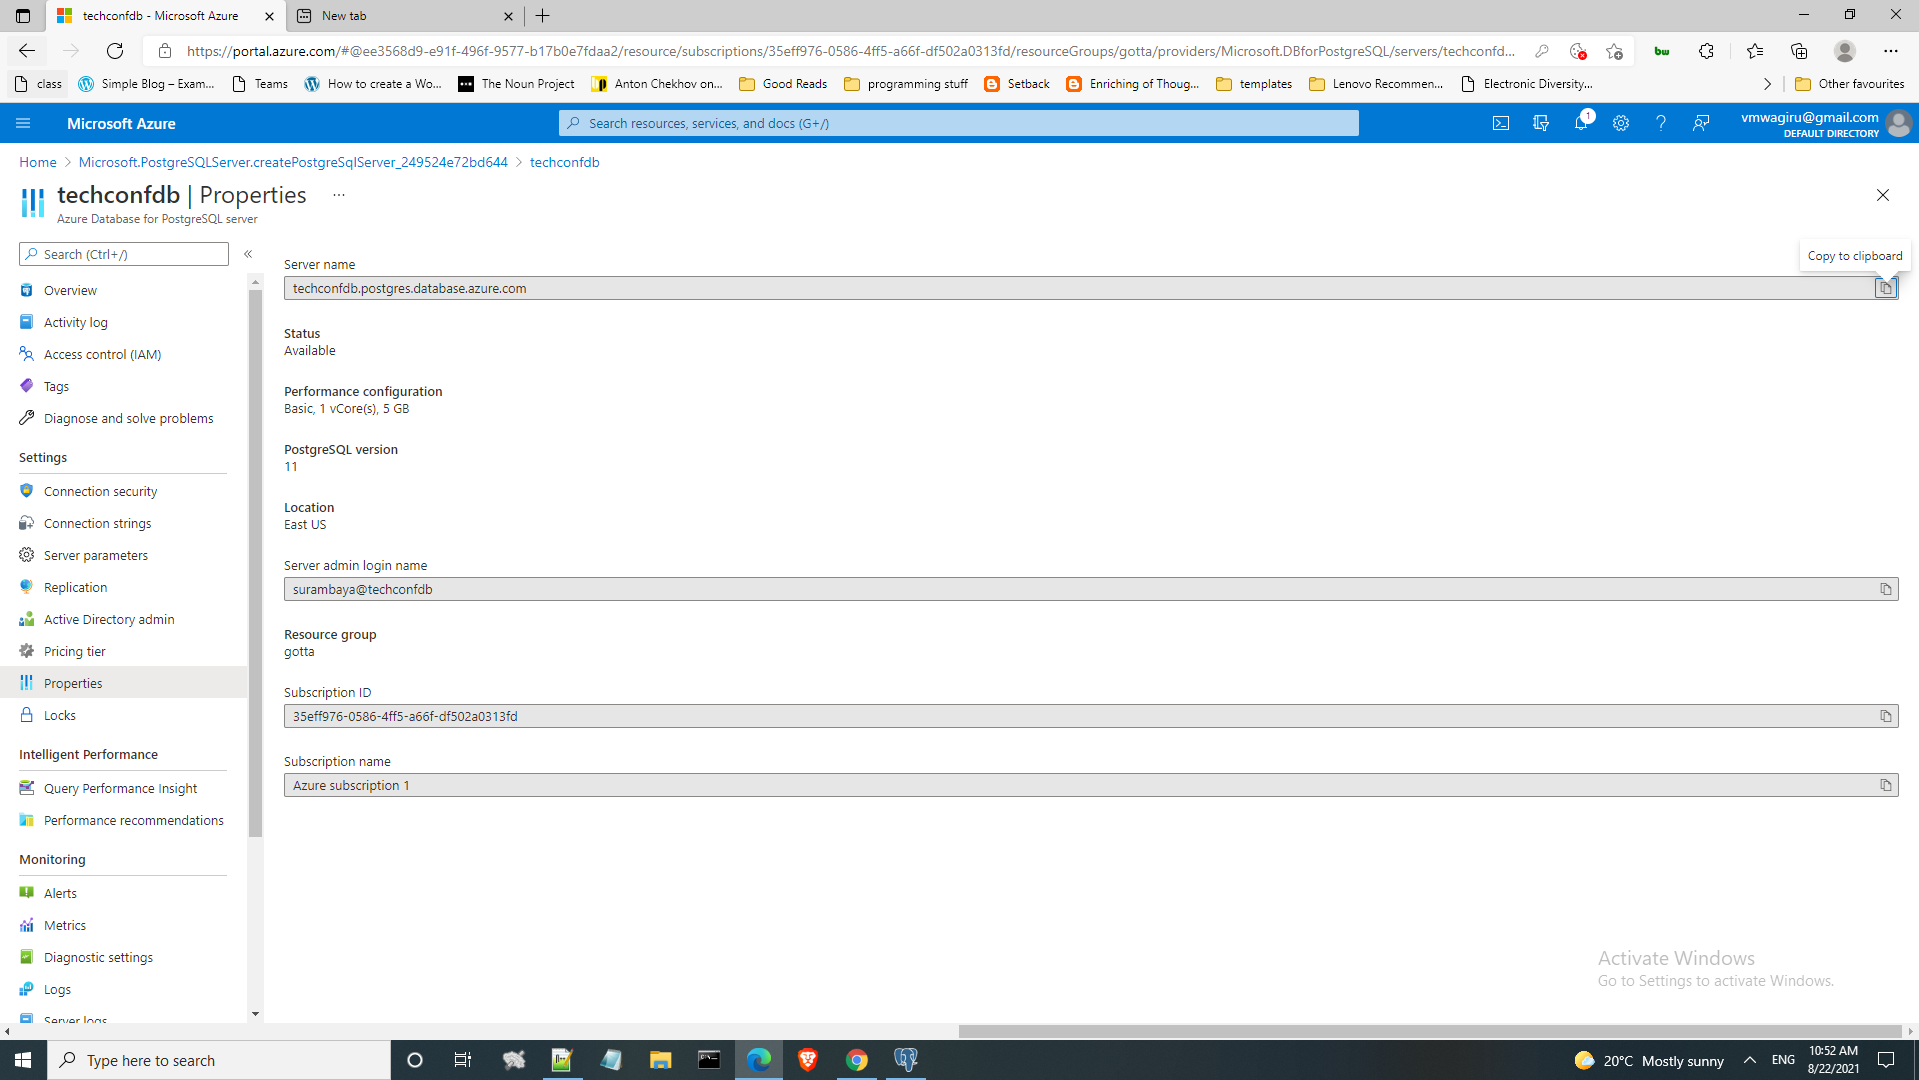 techconfdb - Microsoft Azure
New tab
https://portal.azure.com/#@ee3568d9-e91f-496f-9577-b17b0e7fdaa2/resource/subscriptions/35eff976-0586-4ff5-a66f-df502a0313fd/resourceGroups/gotta/providers/Microsoft.DBforPostgreSQL/servers/techconfd...
class
Simple Blog – Exam...
Teams
How to create a Wo...
The Noun Project
Anton Chekhov on...
Good Reads
programming stuff
Setback
Enriching of Thoug...
templates
Lenovo Recommen...
Electronic Diversity...
Other favourites
Microsoft Azure
Search resources, services, and docs (G+/)
1
vmwagiru@gmail.com
DEFAULT DIRECTORY
Home > Microsoft.PostgreSQLServer.createPostgreSqlServer_249524e72bd644 > techconfdb
techconfdb | Properties ...
Azure Database for PostgreSQL server
Search (Ctrl+/)
«
Overview
Activity log
Access control (IAM)
Tags
Diagnose and solve problems
Settings
Connection security
Connection strings
Server parameters
Replication
Active Directory admin
Pricing tier
Properties
Locks
Intelligent Performance
Query Performance Insight
Performance recommendations
Monitoring
Alerts
Metrics
Diagnostic settings
Logs
Server logs
Copy to clipboard
Server name
techconfdb.postgres.database.azure.com
Status
Available
Performance configuration
Basic, 1 vCore(s), 5 GB
PostgreSQL version
11
Location
East US
Server admin login name
surambaya@techconfdb
Resource group
gotta
Subscription ID
35eff976-0586-4ff5-a66f-df502a0313fd
Subscription name
Azure subscription 1
Activate Windows
Go to Settings to activate Windows.
Type here to search
20°C Mostly sunny
ENG
10:52 AM
8/22/2021